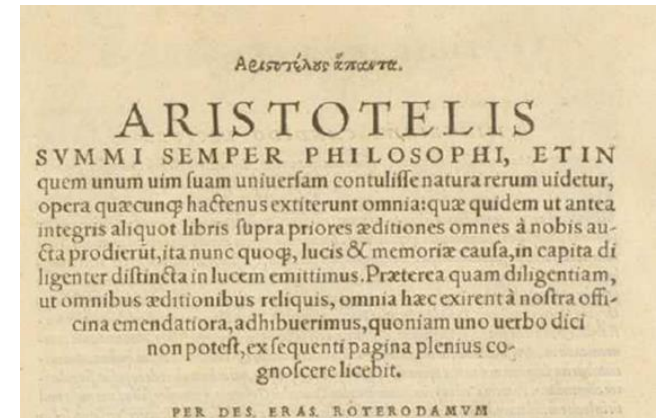 Αριστοτέλους ἅπαντα.
ARISTOTELIS
SVMMI SEMPER PHILOSOPHI, ET IN
quem unum uim ſuam uniuerſam contuliſſe natura rerum uidetur,
opera quæcunqꝫ hactenus extiterunt omnia: quæ quidem ut antea
integris aliquot libris ſupra priores æditiones omnes à nobis au-
cta prodierūt, ita nunc quoqꝫ, lucis & memoriæ cauſa, in capita di
ligenter diſtincta in lucem emittimus. Præterea quam diligentiam,
ut omnibus æditionibus reliquis, omnia hæc exirent à noſtra offi-
cina emendatiora, adhibuerimus, quoniam uno uerbo dici
non poteſt, ex ſequenti pagina plenius co-
gnoſcere licebit.
PER DES. ERAS. ROTERODAMVM